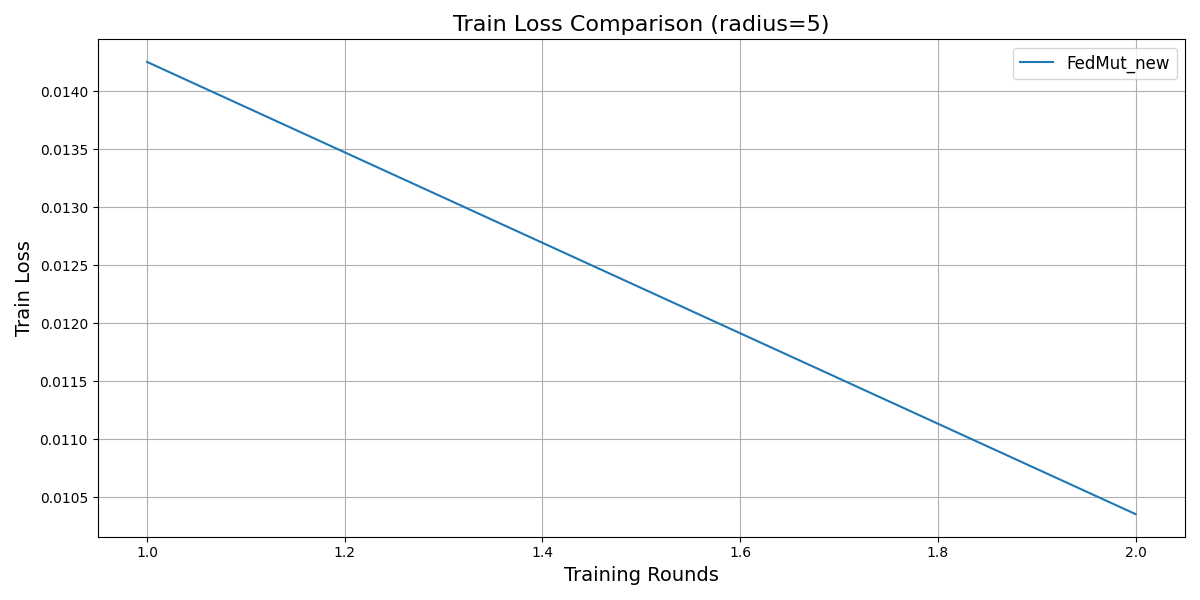 Train Loss Comparison (radius=5)
FedMut_new
Train Loss
0.0140
0.0135
0.0130
0.0125
0.0120
0.0115
0.0110
0.0105
1.0 1.2 1.4 1.6 1.8 2.0
Training Rounds